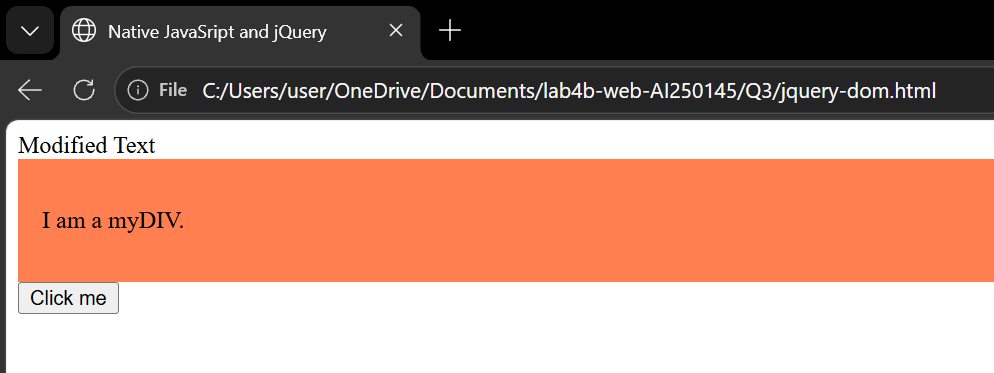 Native JavaSript and jQuery
File C:/Users/user/OneDrive/Documents/lab4b-web-AI250145/Q3/jquery-dom.html
Modified Text
I am a myDIV.
Click me